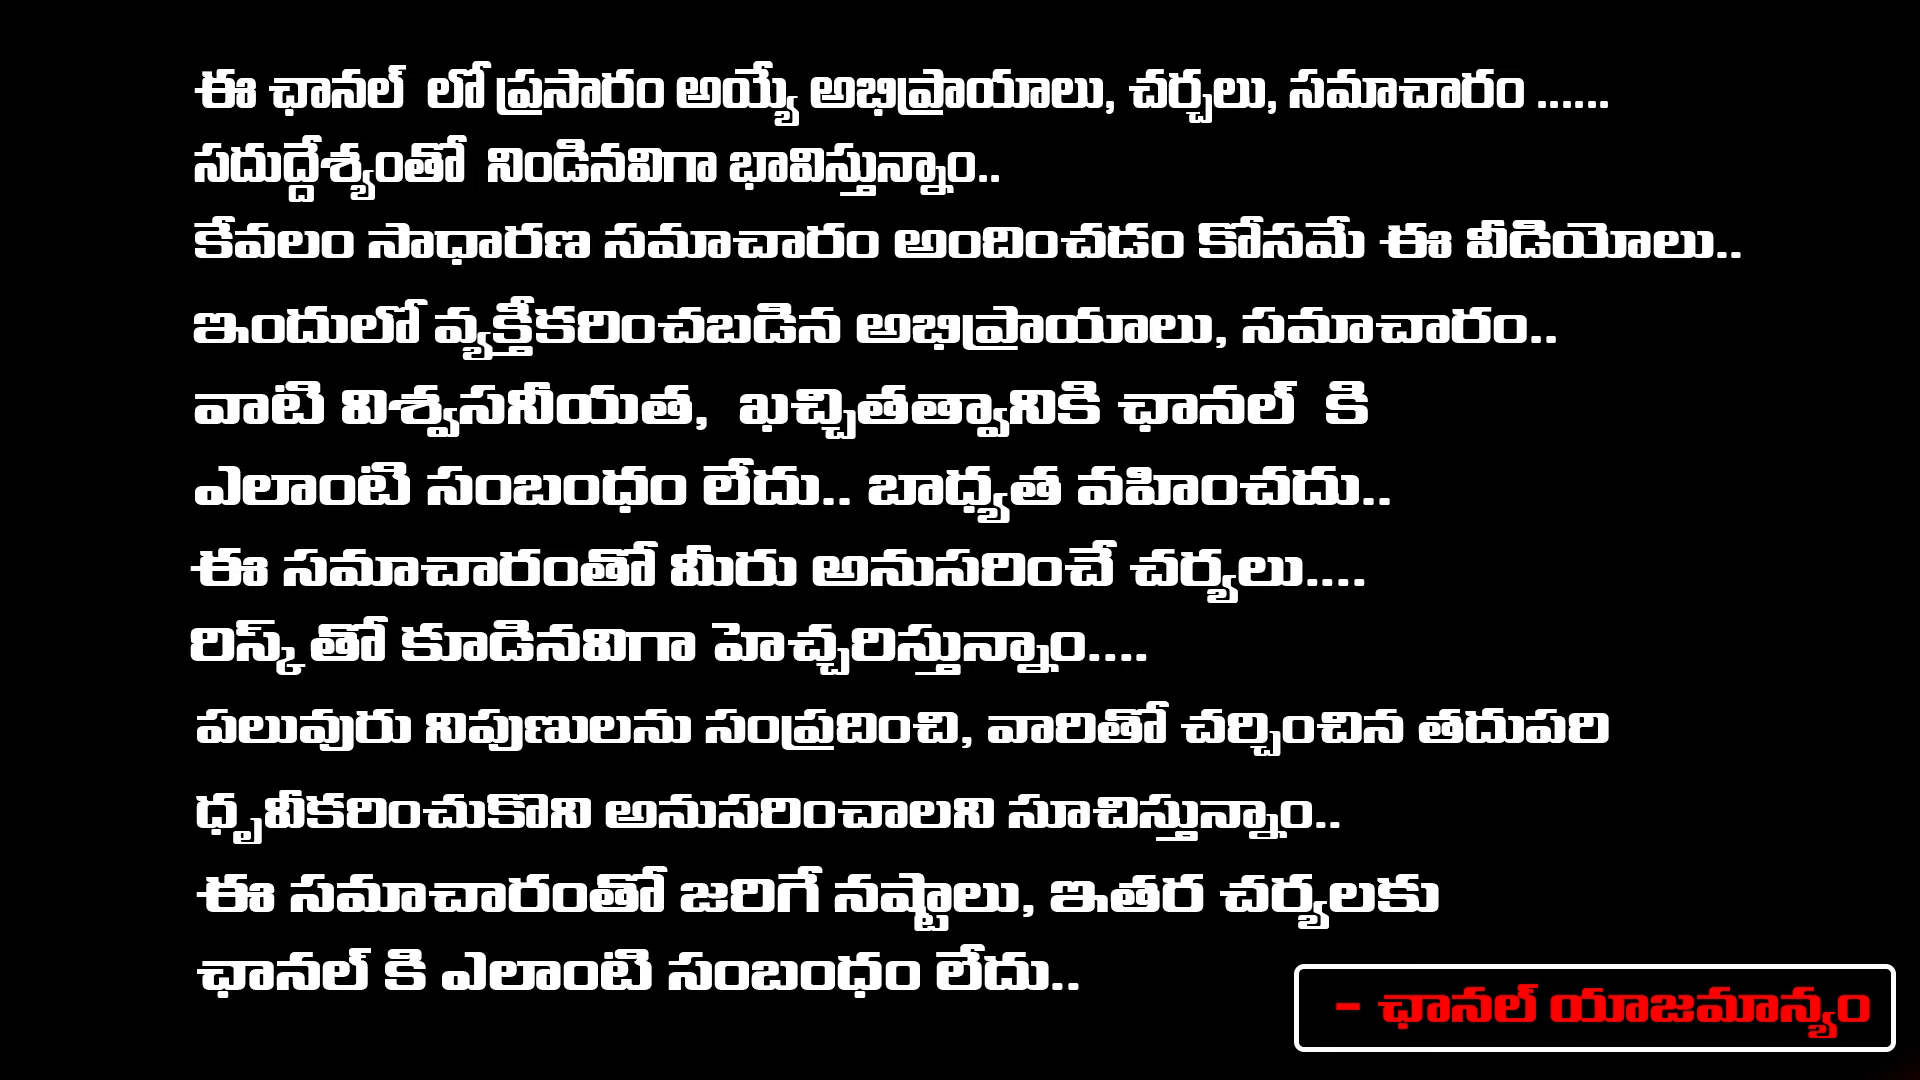 ఈ ఛానల్ లో ప్రసారం అయ్యే అభిప్రాయాలు, చర్చలు, సమాచారం ......
సదుద్దేశ్యంతో నిండినవిగా భావిస్తున్నాం..
కేవలం సాధారణ సమాచారం అందించడం కోసమే ఈ వీడియోలు..
ఇందులో వ్యక్తీకరించబడిన అభిప్రాయాలు, సమాచారం..
వాటి విశ్వసనీయత, ఖచ్చితత్వానికి ఛానల్ కి
ఎలాంటి సంబంధం లేదు.. బాధ్యత వహించదు..
ఈ సమాచారంతో మీరు అనుసరించే చర్యలు....
రిస్క్ తో కూడినవిగా హెచ్చరిస్తున్నాం....
పలువురు నిపుణులను సంప్రదించి, వారితో చర్చించిన తదుపరి
ధృవీకరించుకొని అనుసరించాలని సూచిస్తున్నాం..
ఈ సమాచారంతో జరిగే నష్టాలు, ఇతర చర్యలకు
ఛానల్ కి ఎలాంటి సంబంధం లేదు..
- ఛానల్ యాజమాన్యం